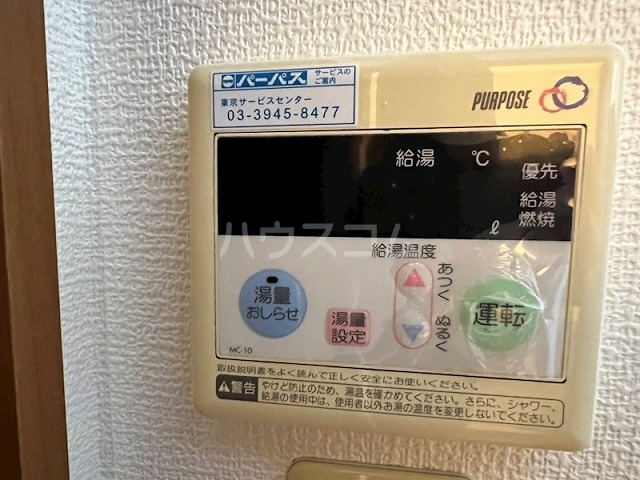 パーパス サービスのご案内
東京サービスセンター
03-3945-8477
PURPOSE
給湯 ℃ 優先
給湯
燃焼
ℓ
ハウスコム
給湯温度
湯量
おしらせ
湯量
設定
あつく
ぬるく
運転
MC-10
取扱説明書をよく読んで正しく安全にお使いください。
警告 やけど防止のため、湯温を確かめてください。さらに、シャワー、
給湯の使用中は、使用者以外お湯の温度を変更しないでください。